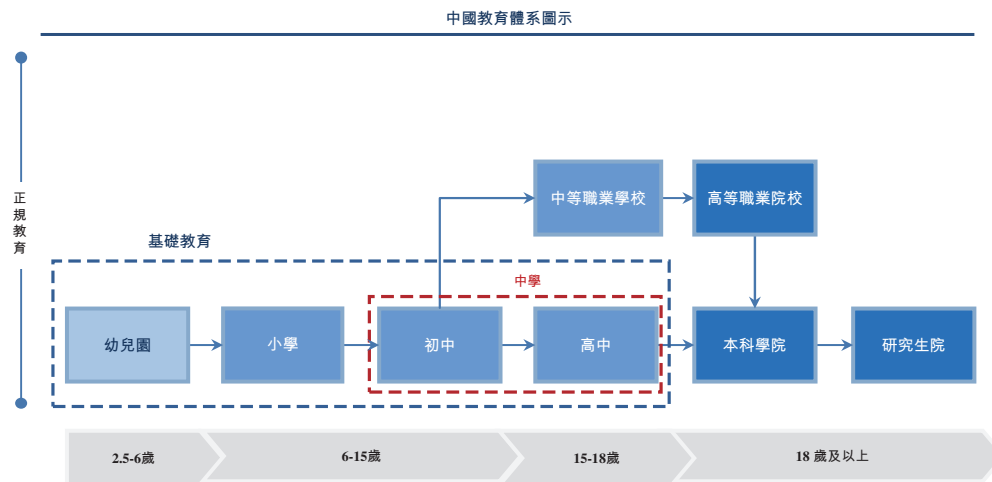 中國教育體系圖示
正規教育
中等職業學校
高等職業院校
基礎教育
中學
幼兒園
小學
初中
高中
本科學院
研究生院
2.5-6歲
6-15歲
15-18歲
18 歲及以上